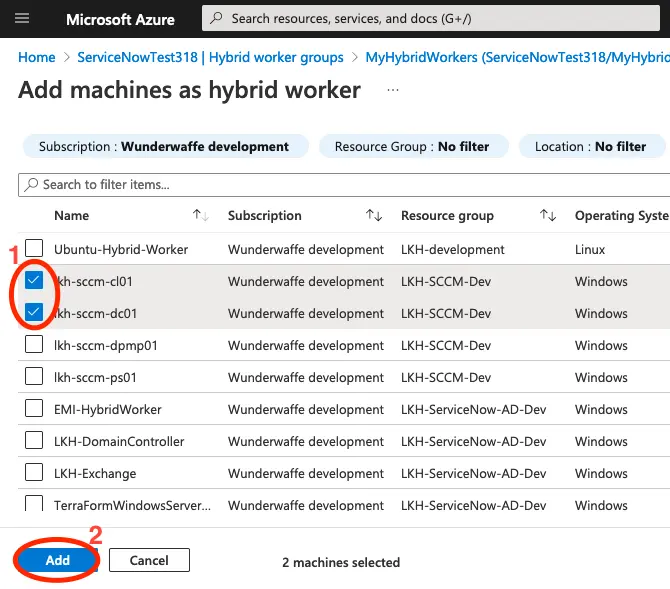 Microsoft Azure
Search resources, services, and docs (G+/)
Home > ServiceNowTest318 | Hybrid worker groups > MyHybridWorkers (ServiceNowTest318/MyHybrid
Add machines as hybrid worker ...
Subscription : Wunderwaffe development Resource Group : No filter Location : No filter
Search to filter items...
Name Subscription Resource group Operating Syste
1
Ubuntu-Hybrid-Worker Wunderwaffe development LKH-development Linux
lkh-sccm-cl01 Wunderwaffe development LKH-SCCM-Dev Windows
lkh-sccm-dc01 Wunderwaffe development LKH-SCCM-Dev Windows
lkh-sccm-dpmp01 Wunderwaffe development LKH-SCCM-Dev Windows
lkh-sccm-ps01 Wunderwaffe development LKH-SCCM-Dev Windows
EMI-HybridWorker Wunderwaffe development LKH-ServiceNow-AD-Dev Windows
LKH-DomainController Wunderwaffe development LKH-ServiceNow-AD-Dev Windows
LKH-Exchange Wunderwaffe development LKH-ServiceNow-AD-Dev Windows
TerraFormWindowsServer... Wunderwaffe development LKH-ServiceNow-AD-Dev Windows
2
Add Cancel 2 machines selected